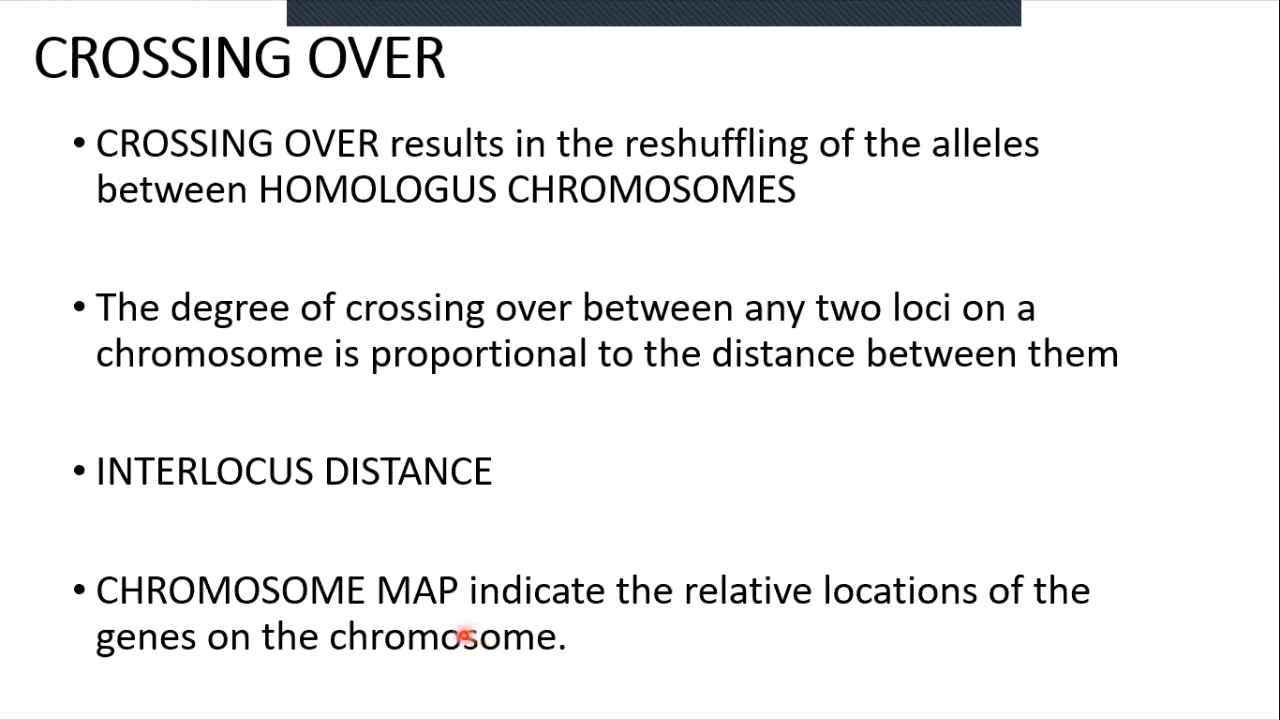 CROSSING OVER
• CROSSING OVER results in the reshuffling of the alleles
between HOMOLOGUS CHROMOSOMES
• The degree of crossing over between any two loci on a
chromosome is proportional to the distance between them
• INTERLOCUS DISTANCE
• CHROMOSOME MAP indicate the relative locations of the
genes on the chromosome.